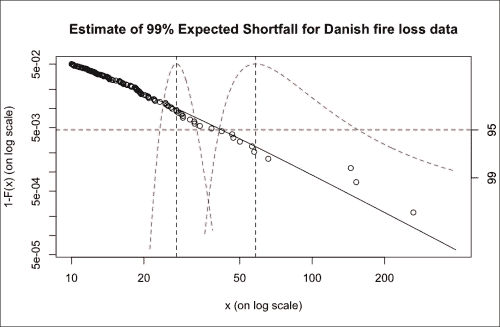 Estimate of 99% Expected Shortfall for Danish fire loss data
1-F(x) (on log scale)
5e-02
5e-03
5e-04
5e-05
95
99
10 20 50 100 200
x (on log scale)